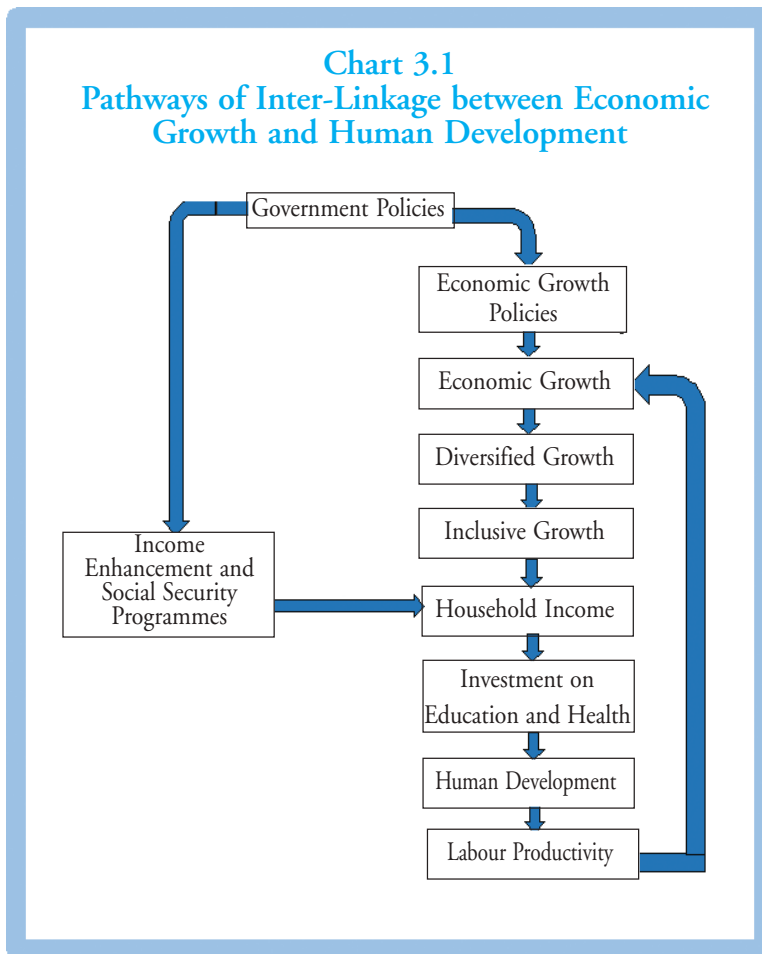 Chart 3.1
Pathways of Inter-Linkage between Economic
Growth and Human Development
Government Policies
Economic Growth
Policies
Economic Growth
Diversified Growth
Inclusive Growth
Income
Enhancement and
Social Security
Programmes
Household Income
Investment on
Education and Health
Human Development
Labour Productivity